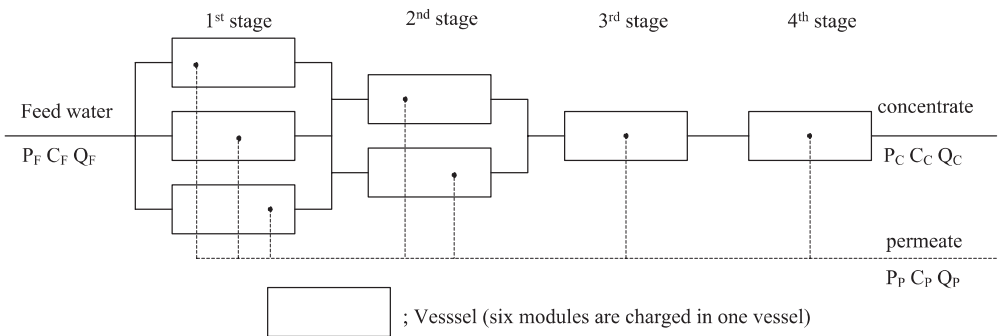 1st stage
2nd stage
3rd stage
4th stage
Feed water
PF CF QF
concentrate
PC CC QC
permeate
PP CP QP
; Vesssel (six modules are charged in one vessel)